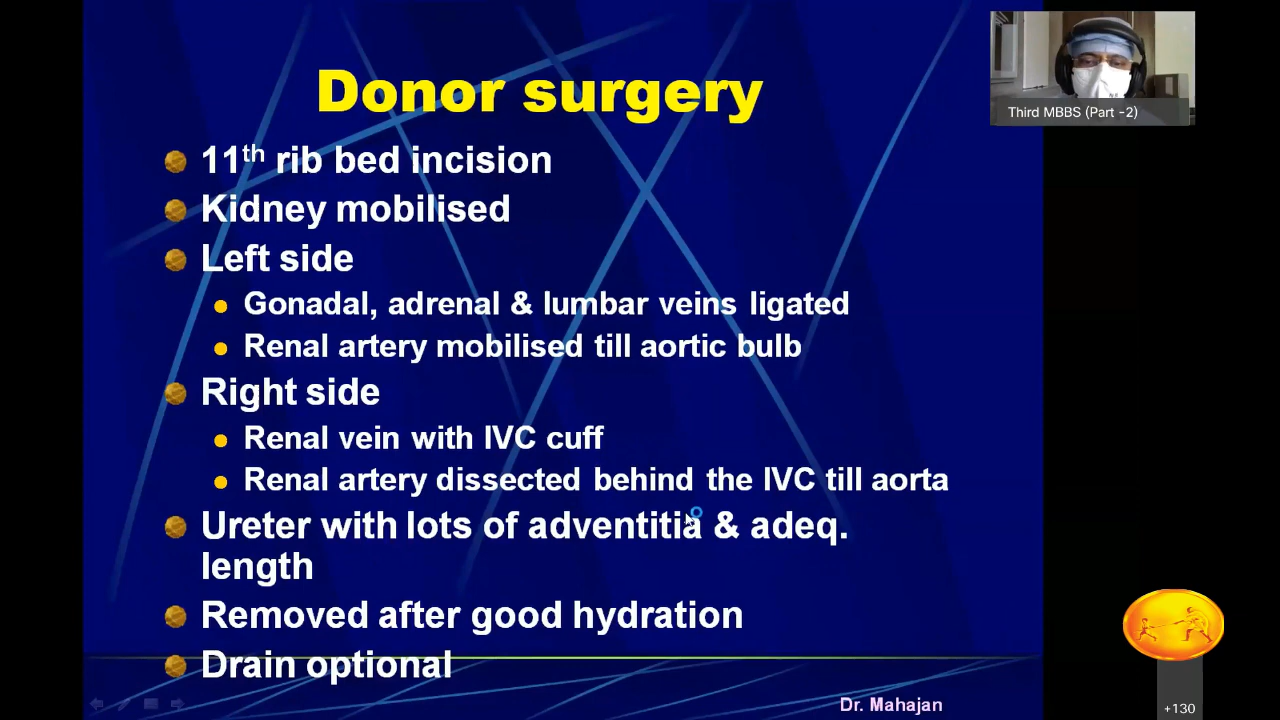 Donor surgery
11th rib bed incision
Kidney mobilised
Left side
Gonadal, adrenal & lumbar veins ligated
Renal artery mobilised till aortic bulb
Right side
Renal vein with IVC cuff
Renal artery dissected behind the IVC till aorta
Ureter with lots of adventitia & adeq.
length
Removed after good hydration
Drain optional
Dr. Mahajan
Third MBBS (Part -2)
+130